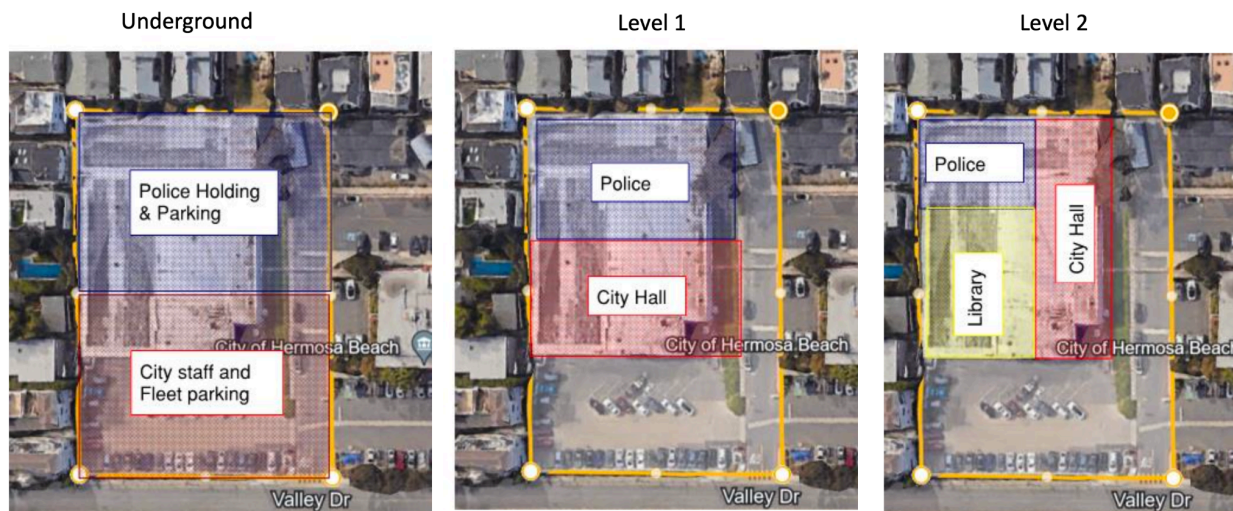 Underground
Police Holding
& Parking
City of Hermosa Beach
City staff and
Fleet parking
Valley Dr
Level 1
Police
City Hall
City of Hermosa Beach
Valley Dr
Level 2
Police
City Hall
Library
City of Hermosa Beach
Valley Dr